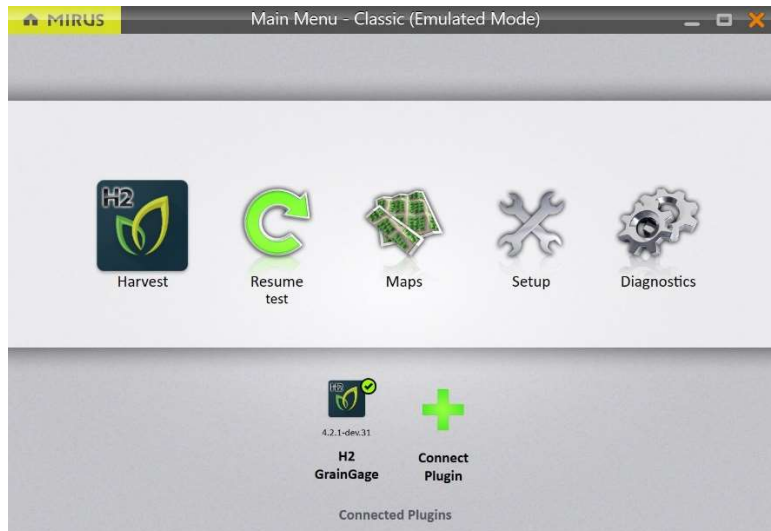 MIRUS
Main Menu - Classic (Emulated Mode)
H2
Harvest
Resume
test
Maps
Setup
Diagnostics
H2
4.2.1-dev.31
H2
GrainGage
Connect
Plugin
Connected Plugins